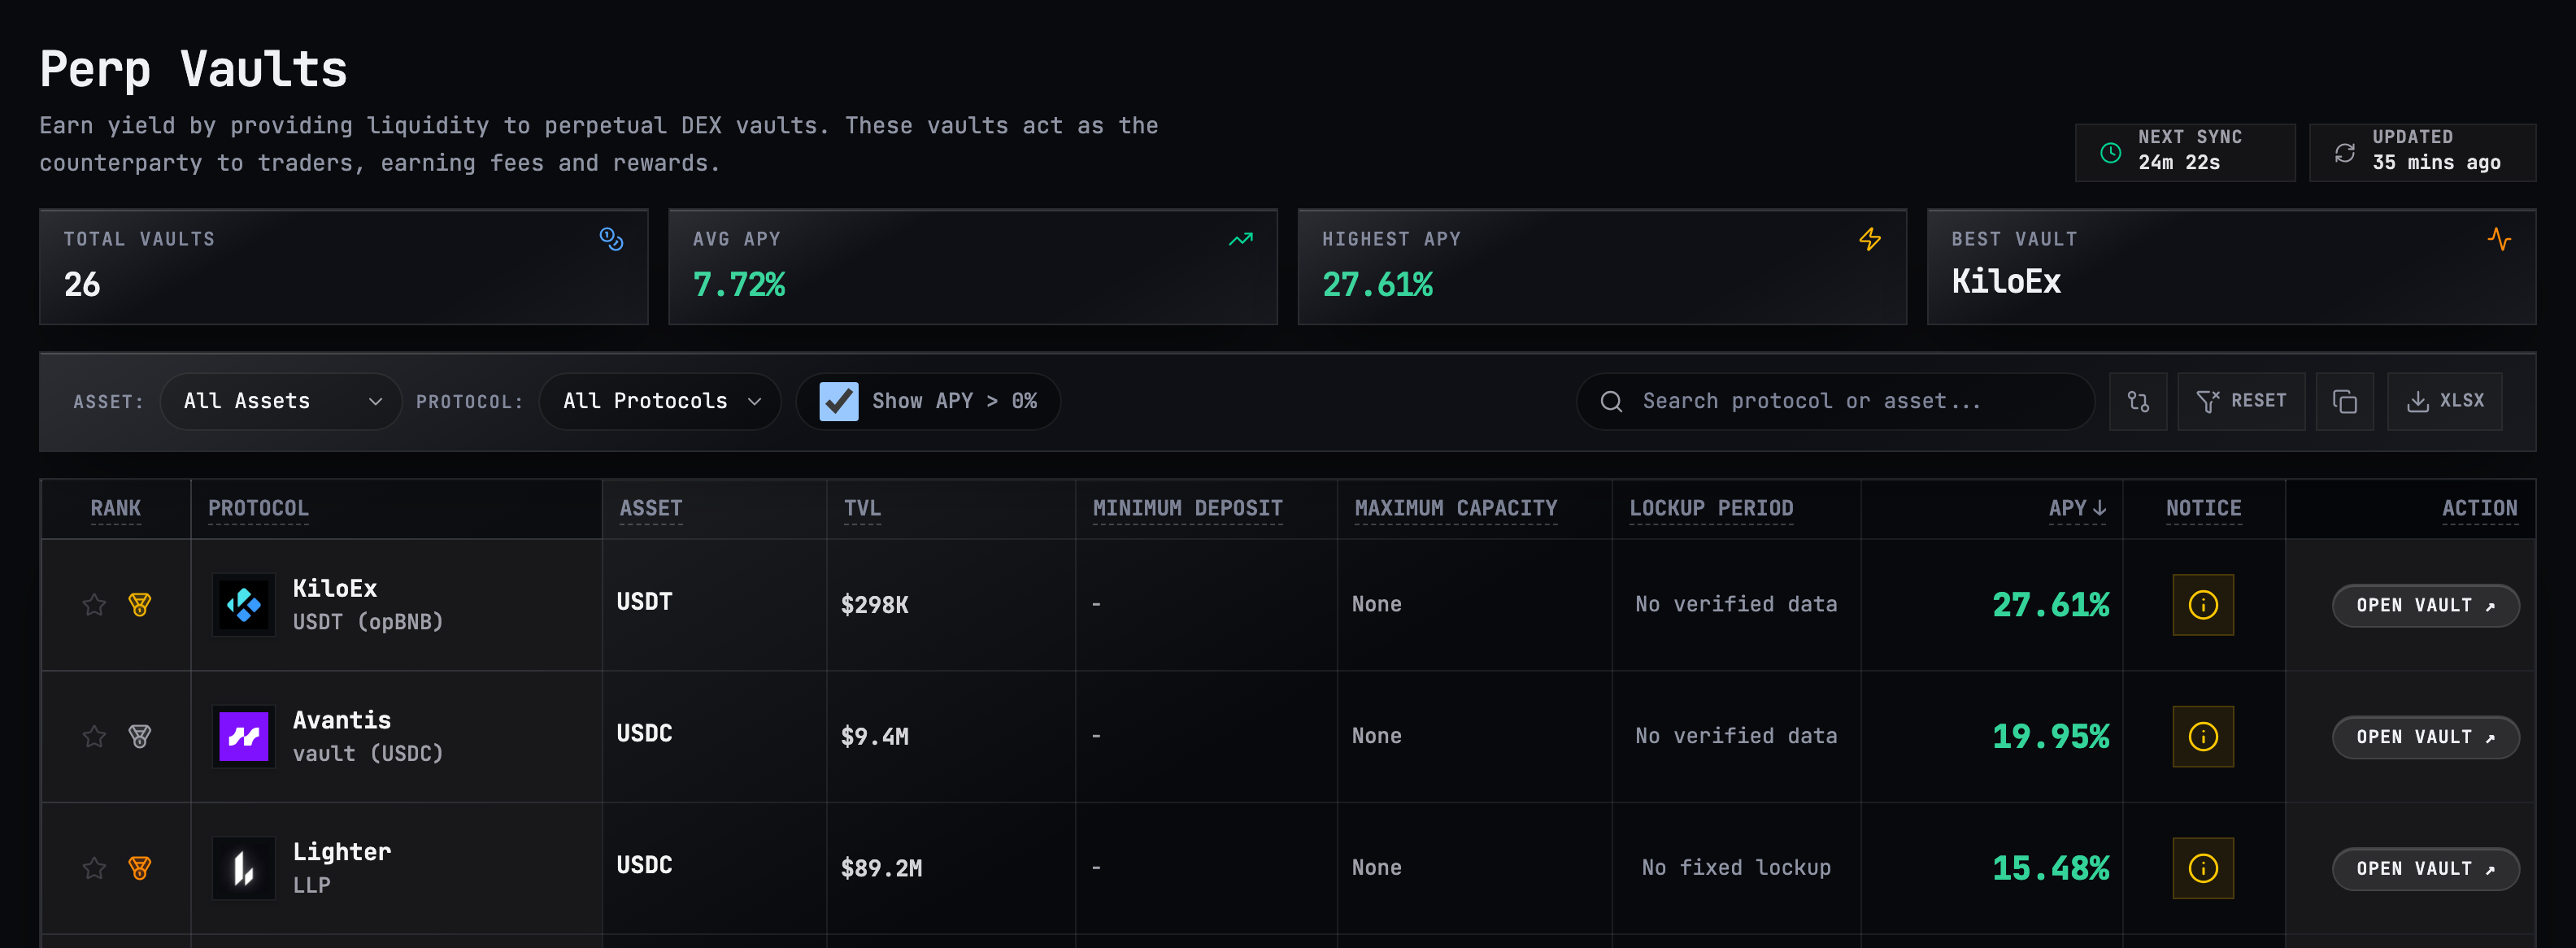 Perp Vaults
Earn yield by providing liquidity to perpetual DEX vaults. These vaults act as the
counterparty to traders, earning fees and rewards.
NEXT SYNC
24m 22s
UPDATED
35 mins ago
TOTAL VAULTS
26
AVG APY
7.72%
HIGHEST APY
27.61%
BEST VAULT
KiloEx
ASSET:
All Assets
PROTOCOL:
All Protocols
Show APY > 0%
Search protocol or asset...
RESET
XLSX
RANK PROTOCOL ASSET TVL MINIMUM DEPOSIT MAXIMUM CAPACITY LOCKUP PERIOD APY↓ NOTICE ACTION
KiloEx
USDT (opBNB)
USDT
$298K
-
None
No verified data
27.61%
OPEN VAULT ↗
Avantis
vault (USDC)
USDC
$9.4M
-
None
No verified data
19.95%
OPEN VAULT ↗
Lighter
LLP
USDC
$89.2M
-
None
No fixed lockup
15.48%
OPEN VAULT ↗